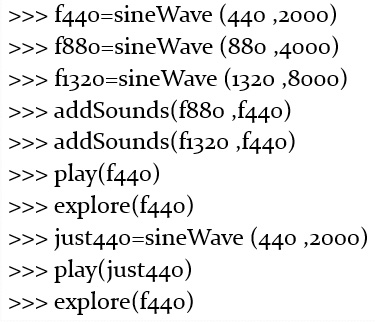 >>> f440=sineWave (440 ,2000)
>>> f880=sineWave (880 ,4000)
>>> f1320=sineWave (1320 ,8000)
>>> addSounds(f880 ,f440)
>>> addSounds(f1320 ,f440)
>>> play(f440)
>>> explore(f440)
>>> just440=sineWave (440 ,2000)
>>> play(just440)
>>> explore(f440)